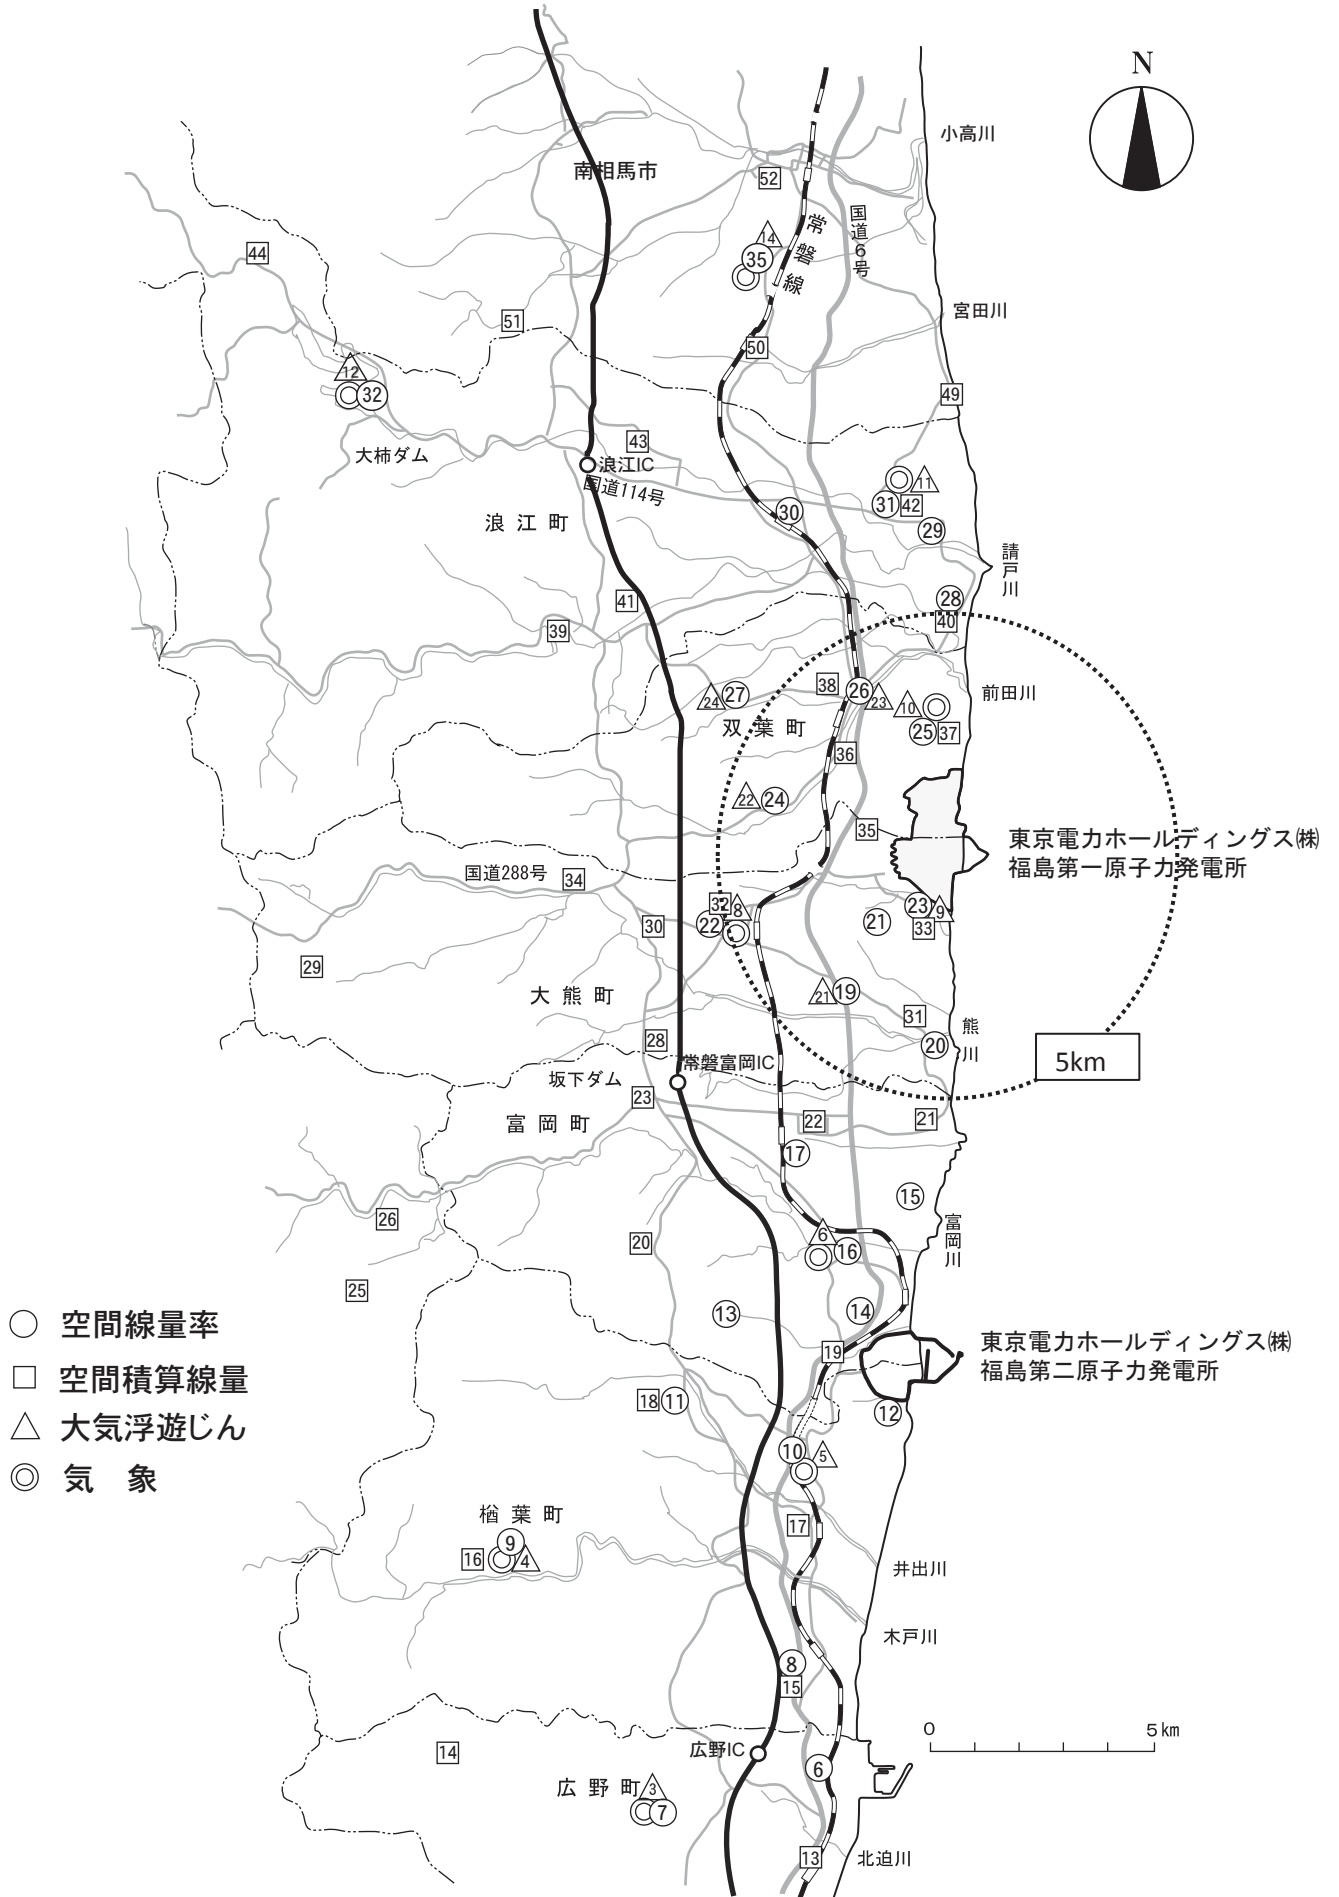 N
小高川
南相馬市
52
国道6号
常磐線
14
35
44
宮田川
51
50
12
32
49
大柿ダム
43
浪江IC
国道114号
11
31
42
30
29
浪江町
請戸川
28
40
41
39
38
26
23
10
前田川
24
27
25
37
双葉町
36
22
24
35
東京電力ホールディングス㈱
福島第一原子力発電所
国道288号
34
32
8
22
30
21
23
9
33
29
大熊町
21
19
31
熊川
20
28
5km
常磐富岡IC
坂下ダム
23
22
21
富岡町
17
15
26
20
6
16
富岡川
25
13
14
○ 空間線量率
□ 空間積算線量
△ 大気浮遊じん
◎ 気象
19
東京電力ホールディングス㈱
福島第二原子力発電所
18
11
12
10
5
楢葉町
17
9
16
4
井出川
木戸川
8
15
0
5km
14
広野IC
6
広野町
3
7
13
北迫川